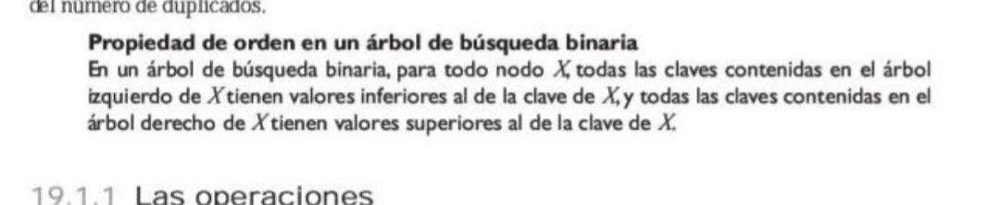 del número de duplicados.
Propiedad de orden en un árbol de búsqueda binaria
En un árbol de búsqueda binaria, para todo nodo X, todas las claves contenidas en el árbol
izquierdo de X tienen valores inferiores al de la clave de X, y todas las claves contenidas en el
árbol derecho de X tienen valores superiores al de la clave de X.
19.1.1 Las operaciones